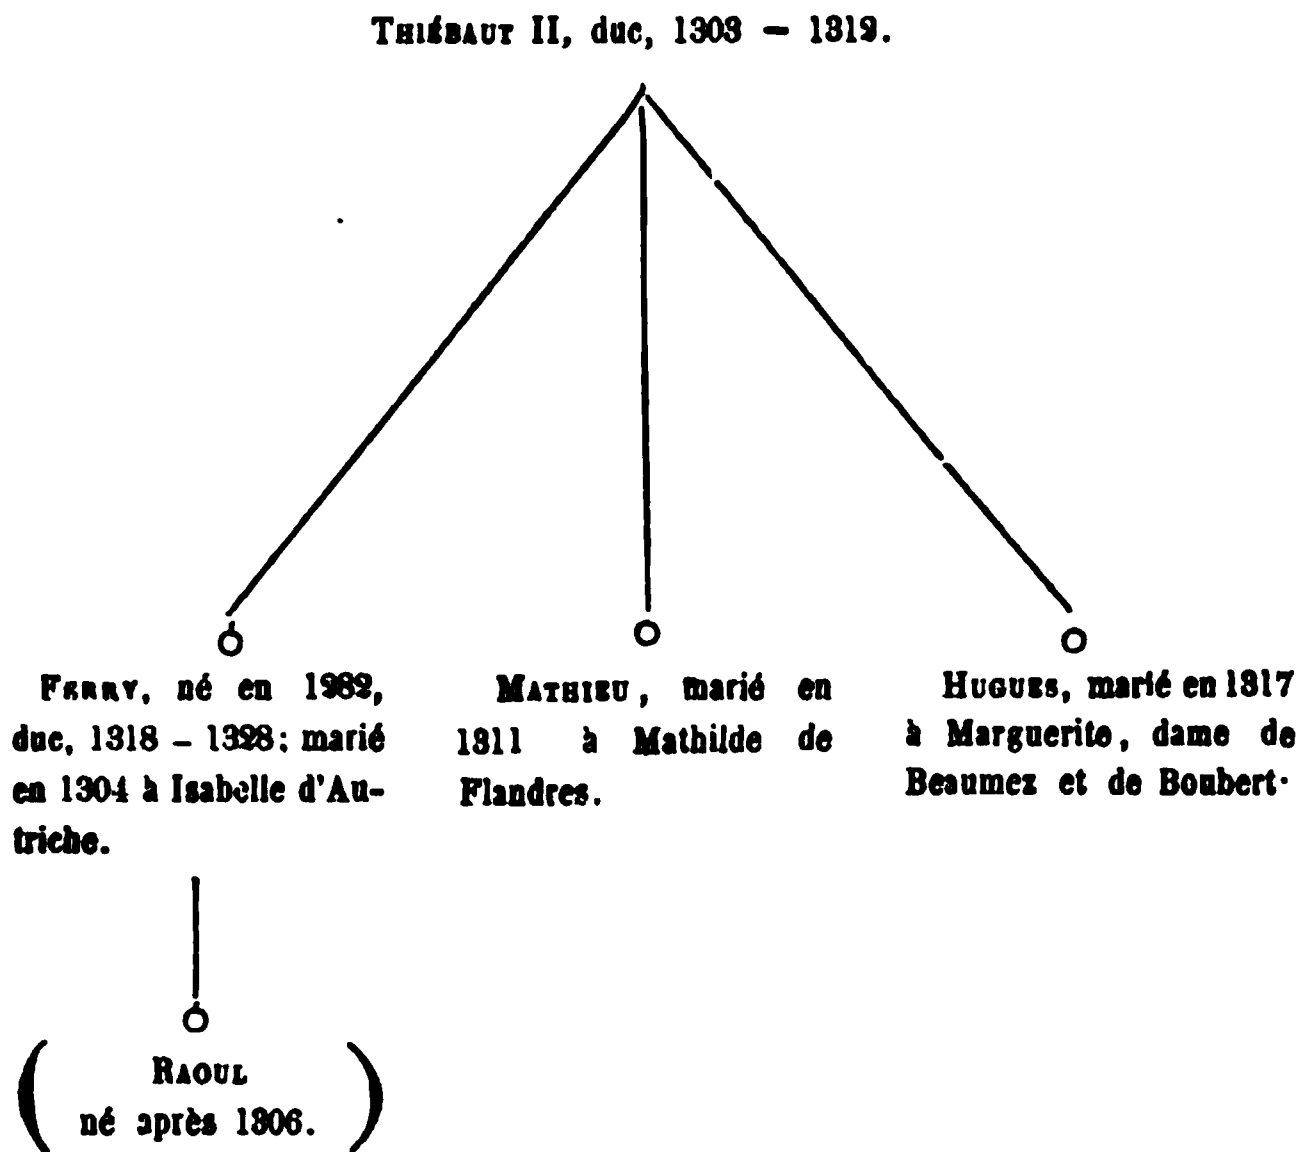 THIÉBAUT II, duc, 1303 – 1312.
FERRY, né en 1282,
duc, 1318 – 1328; marié
en 1304 à Isabelle d'Au-
triche.
MATHIEU, marié en
1311 à Mathilde de
Flandres.
HUGUES, marié en 1317
à Marguerite, dame de
Beaumez et de Boubert.
RAOUL
né après 1306.